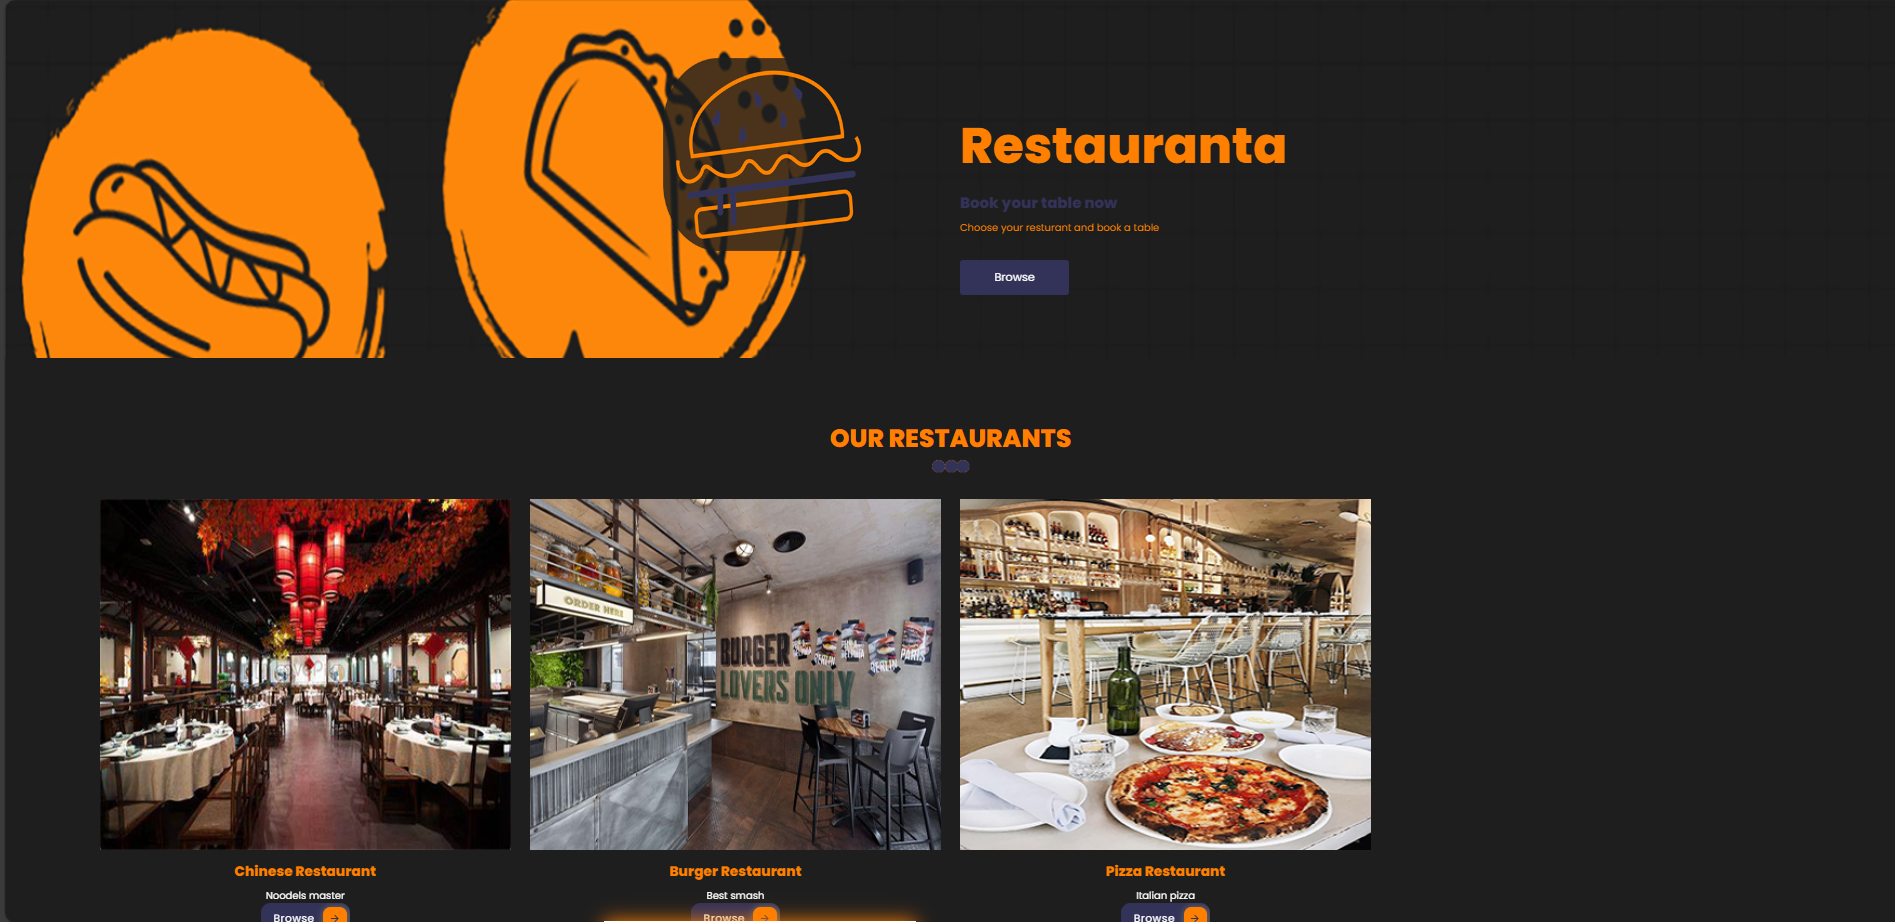 Restauranta
Book your table now
Choose your resturant and book a table
Browse
OUR RESTAURANTS
ORDER HERE
BURGER
LOVERS ONLY
BERLIN
PARIS
Chinese Restaurant
Burger Restaurant
Pizza Restaurant
Noodels master
Best smash
Italian pizza
Browse
Browse
Browse